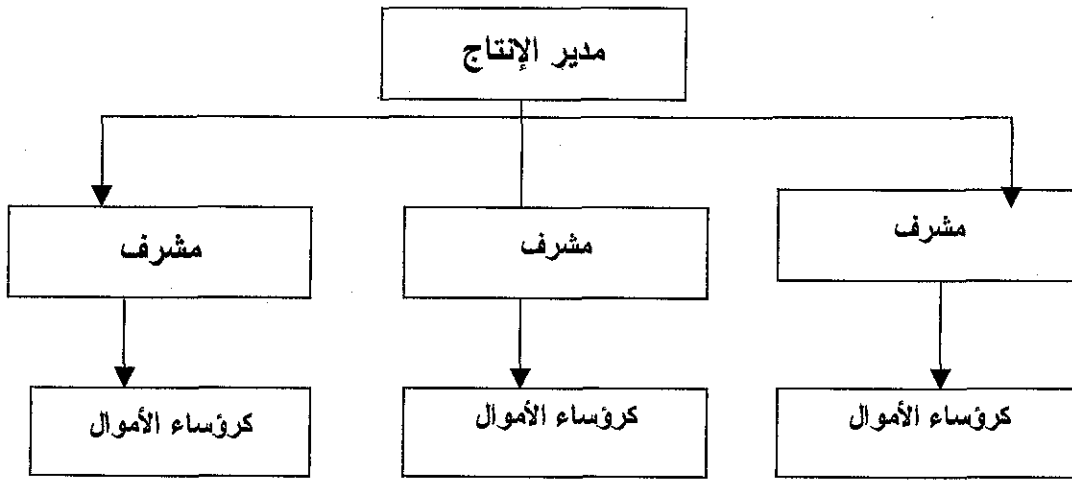 مدير الإنتاج
مشرف
مشرف
مشرف
كرؤساء الأموال
كرؤساء الأموال
كرؤساء الأموال